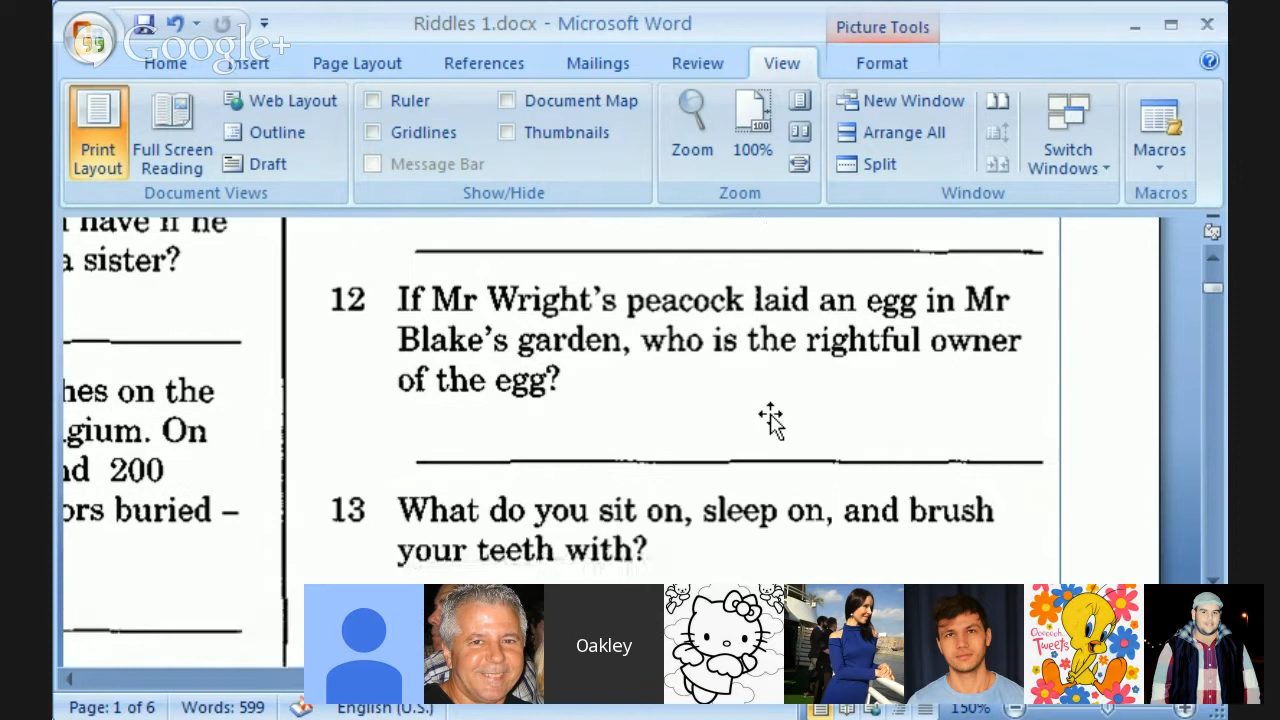 Riddles 1.docx - Microsoft Word
Picture Tools
Google+
Home
Insert
Page Layout
References
Mailings
Review
View
Format
Print Layout
Full Screen Reading
Web Layout
Outline
Draft
Document Views
Ruler
Gridlines
Message Bar
Document Map
Thumbnails
Show/Hide
Zoom
100
100%
Zoom
New Window
Arrange All
Split
Switch Windows
Window
Macros
Macros
have if he
a sister?
hes on the
gium. On
nd 200
ors buried –
12 If Mr Wright's peacock laid an egg in Mr
Blake's garden, who is the rightful owner
of the egg?
13 What do you sit on, sleep on, and brush
your teeth with?
Oakley
Tweets
Page: 1 of 6
Words: 599
English (U.S.)
150%